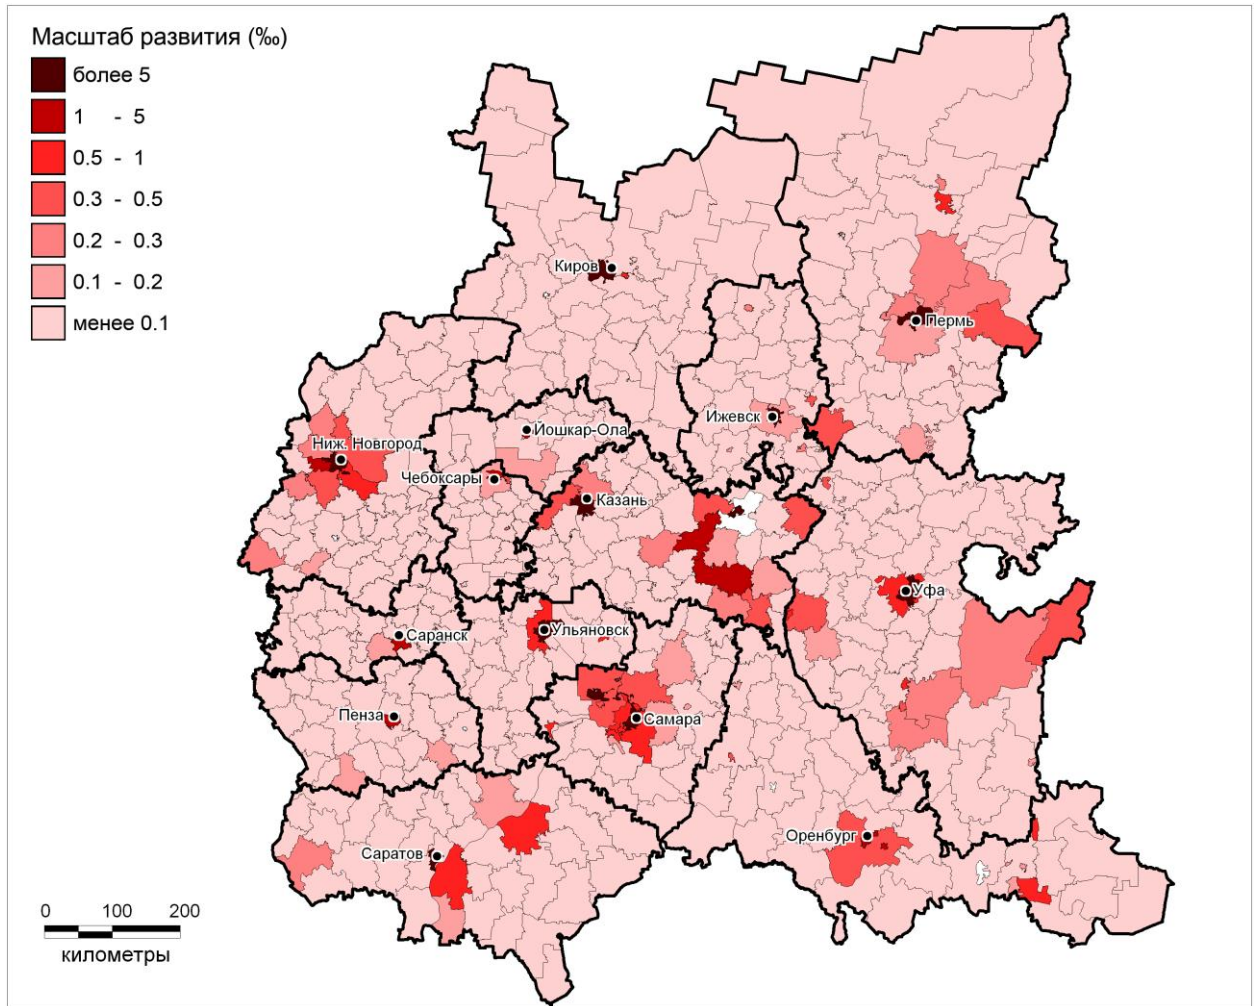 Масштаб развития (‰)
более 5
1 - 5
0.5 - 1
0.3 - 0.5
0.2 - 0.3
0.1 - 0.2
менее 0.1
Киров
Пермь
Ижевск
Йошкар-Ола
Ниж. Новгород
Чебоксары
Казань
Уфа
Ульяновск
Саранск
Пенза
Самара
Оренбург
Саратов
0 100 200
километры